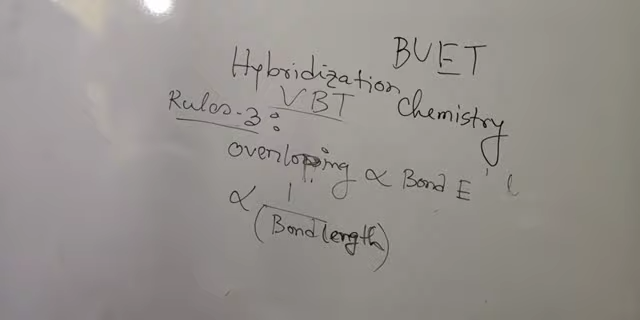 BUET
Hybridization
VBT Chemistry
Rules-3:
overlapping ∝ Bond E
∝ 1
(Bond length)